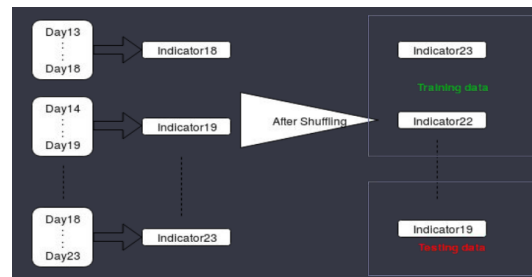 Day13
Day18
Indicator18
Day14
Day19
Indicator19
Day18
Day23
Indicator23
After Shuffling
Indicator23
Training data
Indicator22
Indicator19
Testing data